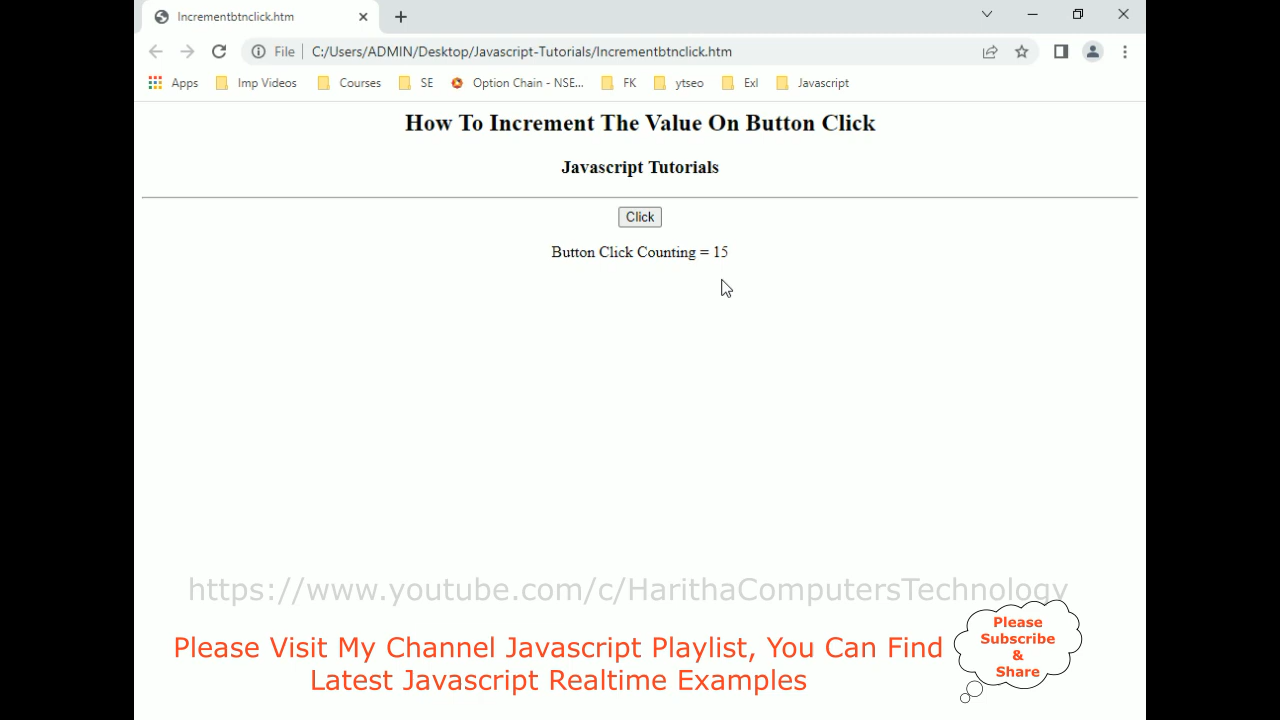 Incrementbtnclick.htm
File
C:/Users/ADMIN/Desktop/Javascript-Tutorials/Incrementbtnclick.htm
Apps Imp Videos Courses SE Option Chain - NSE... FK ytseo Exl Javascript
How To Increment The Value On Button Click
Javascript Tutorials
Click
Button Click Counting = 15
https://www.youtube.com/c/HarithaComputersTechnology
Please Visit My Channel Javascript Playlist, You Can Find
Latest Javascript Realtime Examples
Please
Subscribe
&
Share